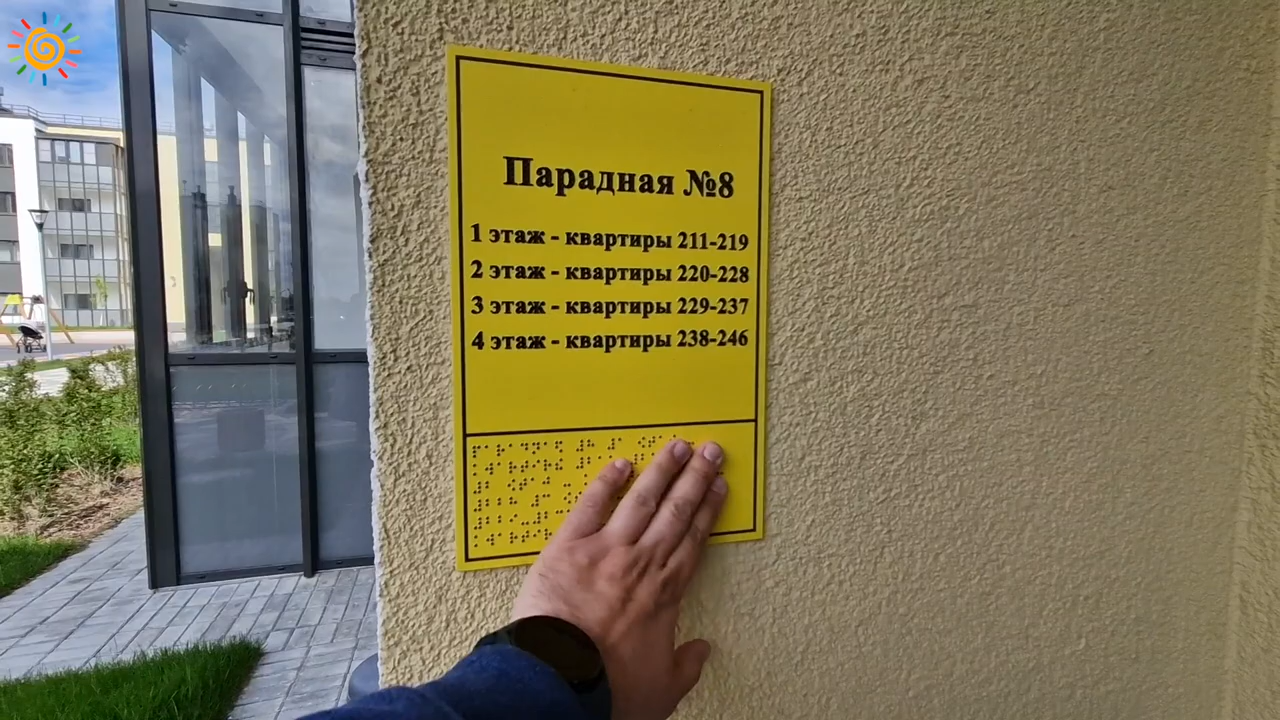 Парадная №8
1 этаж - квартиры 211-219
2 этаж - квартиры 220-228
3 этаж - квартиры 229-237
4 этаж - квартиры 238-246